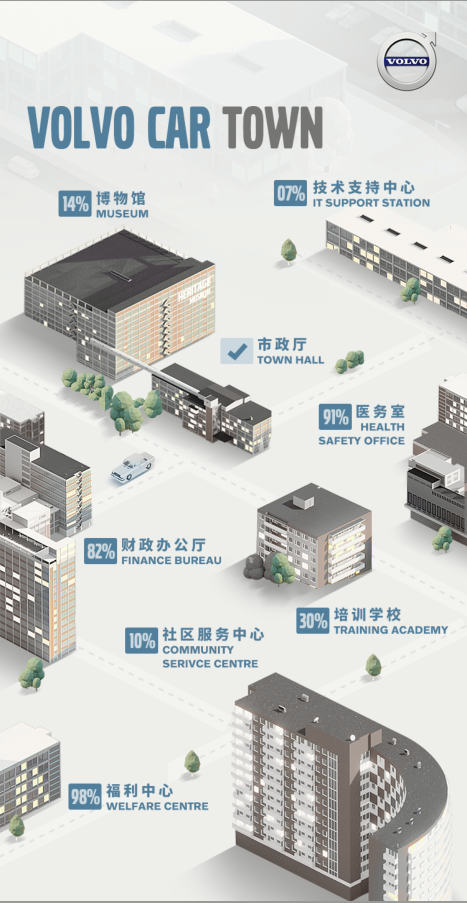 VOLVO
VOLVO CAR TOWN
14% 博物馆
MUSEUM
07% 技术支持中心
IT SUPPORT STATION
HERITAGE
MUSEUM
市政厅
TOWN HALL
91% 医务室
HEALTH
SAFETY OFFICE
82% 财政办公厅
FINANCE BUREAU
30% 培训学校
TRAINING ACADEMY
10% 社区服务中心
COMMUNITY
SERIVCE CENTRE
98% 福利中心
WELFARE CENTRE